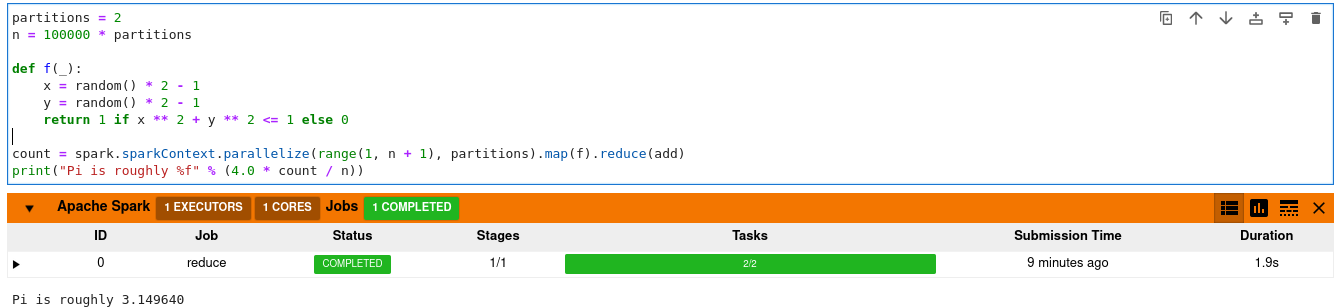 partitions = 2
n = 100000 * partitions
def f(_):
    x = random() * 2 - 1
    y = random() * 2 - 1
    return 1 if x ** 2 + y ** 2 <= 1 else 0
count = spark.sparkContext.parallelize(range(1, n + 1), partitions).map(f).reduce(add)
print("Pi is roughly %f" % (4.0 * count / n))
Apache Spark 1 EXECUTORS 1 CORES Jobs 1 COMPLETED
ID Job Status Stages Tasks Submission Time Duration
0 reduce COMPLETED 1/1 2/2 9 minutes ago 1.9s
Pi is roughly 3.149640